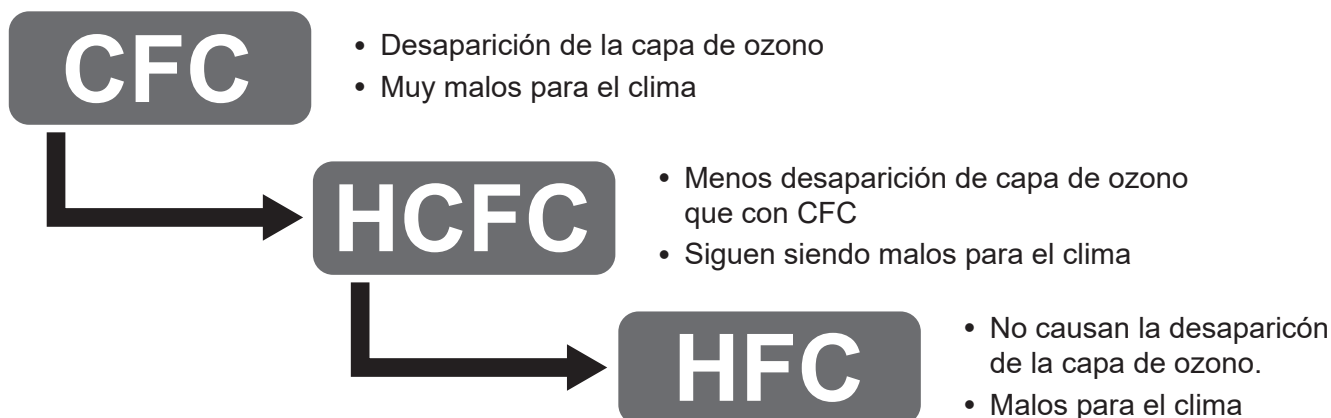 CFC
• Desaparición de la capa de ozono
• Muy malos para el clima
HCFC
• Menos desaparición de capa de ozono
que con CFC
• Siguen siendo malos para el clima
HFC
• No causan la desaparicón
de la capa de ozono.
• Malos para el clima